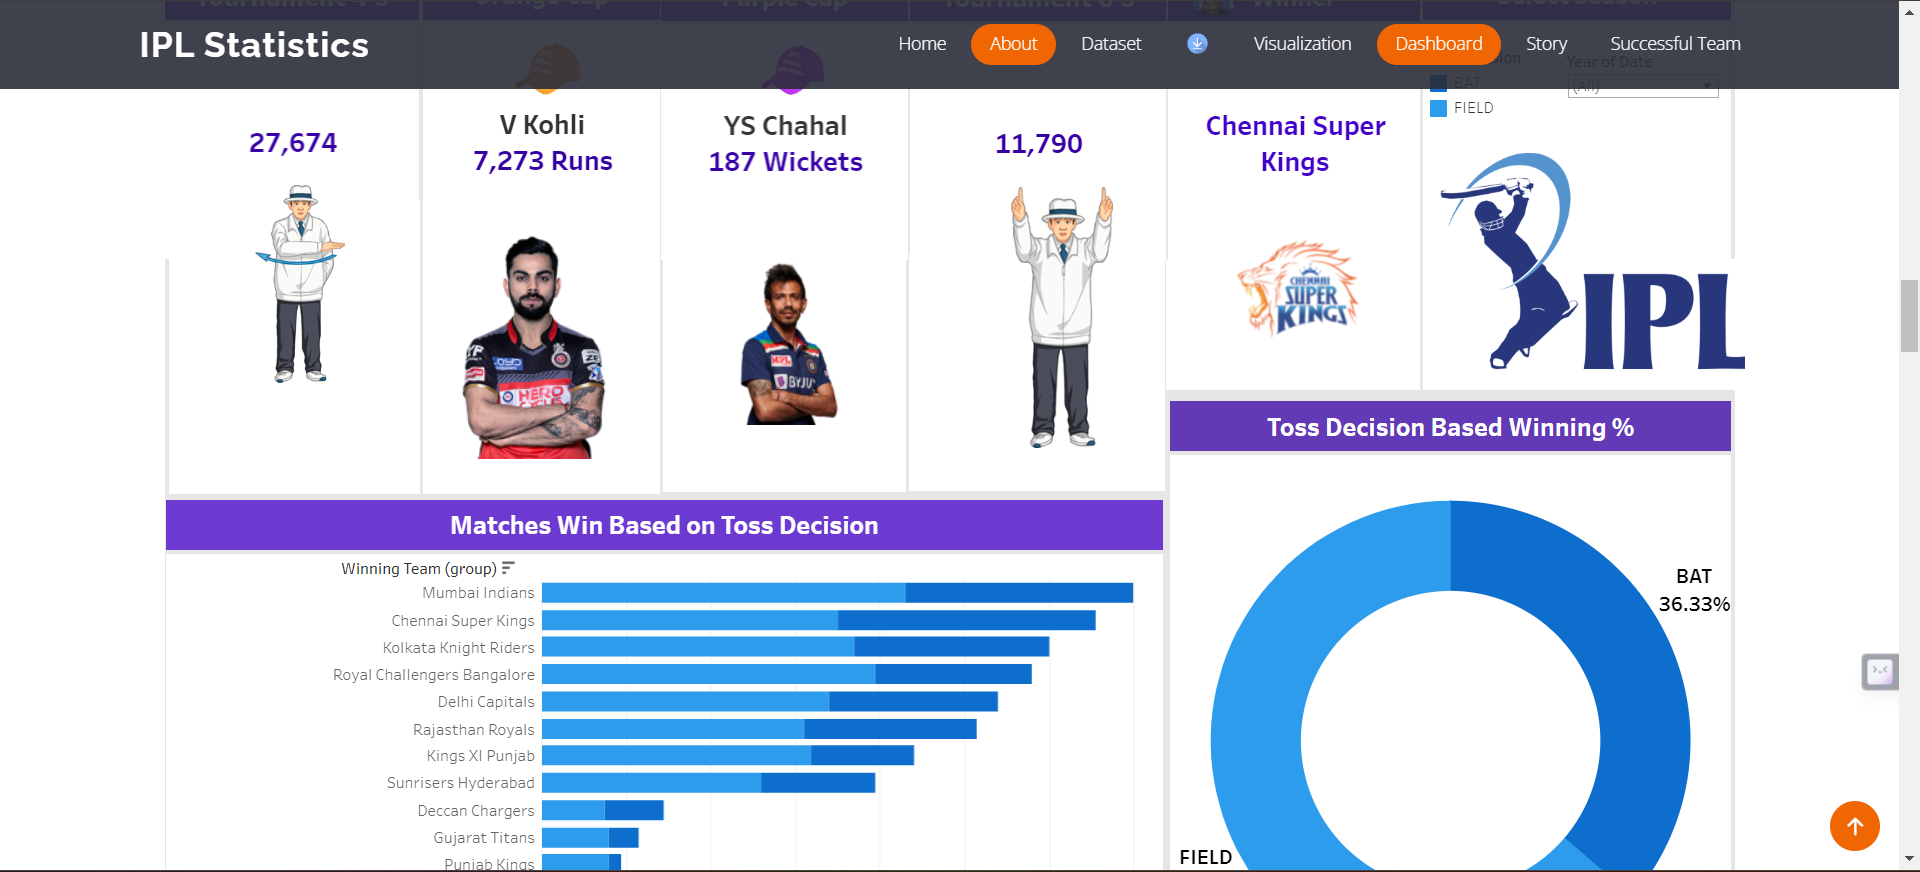 IPL Statistics
Home
About
Dataset
Visualization
Dashboard
Story
Successful Team
Year of Date
BAT
(All)
FIELD
27,674
V Kohli
7,273 Runs
YS Chahal
187 Wickets
11,790
Chennai Super
Kings
CHENNAI
SUPER
KINGS
IPL
HERO
BYJU
Toss Decision Based Winning %
BAT
36.33%
FIELD
Matches Win Based on Toss Decision
Winning Team (group)
Mumbai Indians
Chennai Super Kings
Kolkata Knight Riders
Royal Challengers Bangalore
Delhi Capitals
Rajasthan Royals
Kings XI Punjab
Sunrisers Hyderabad
Deccan Chargers
Gujarat Titans
Punjab Kings